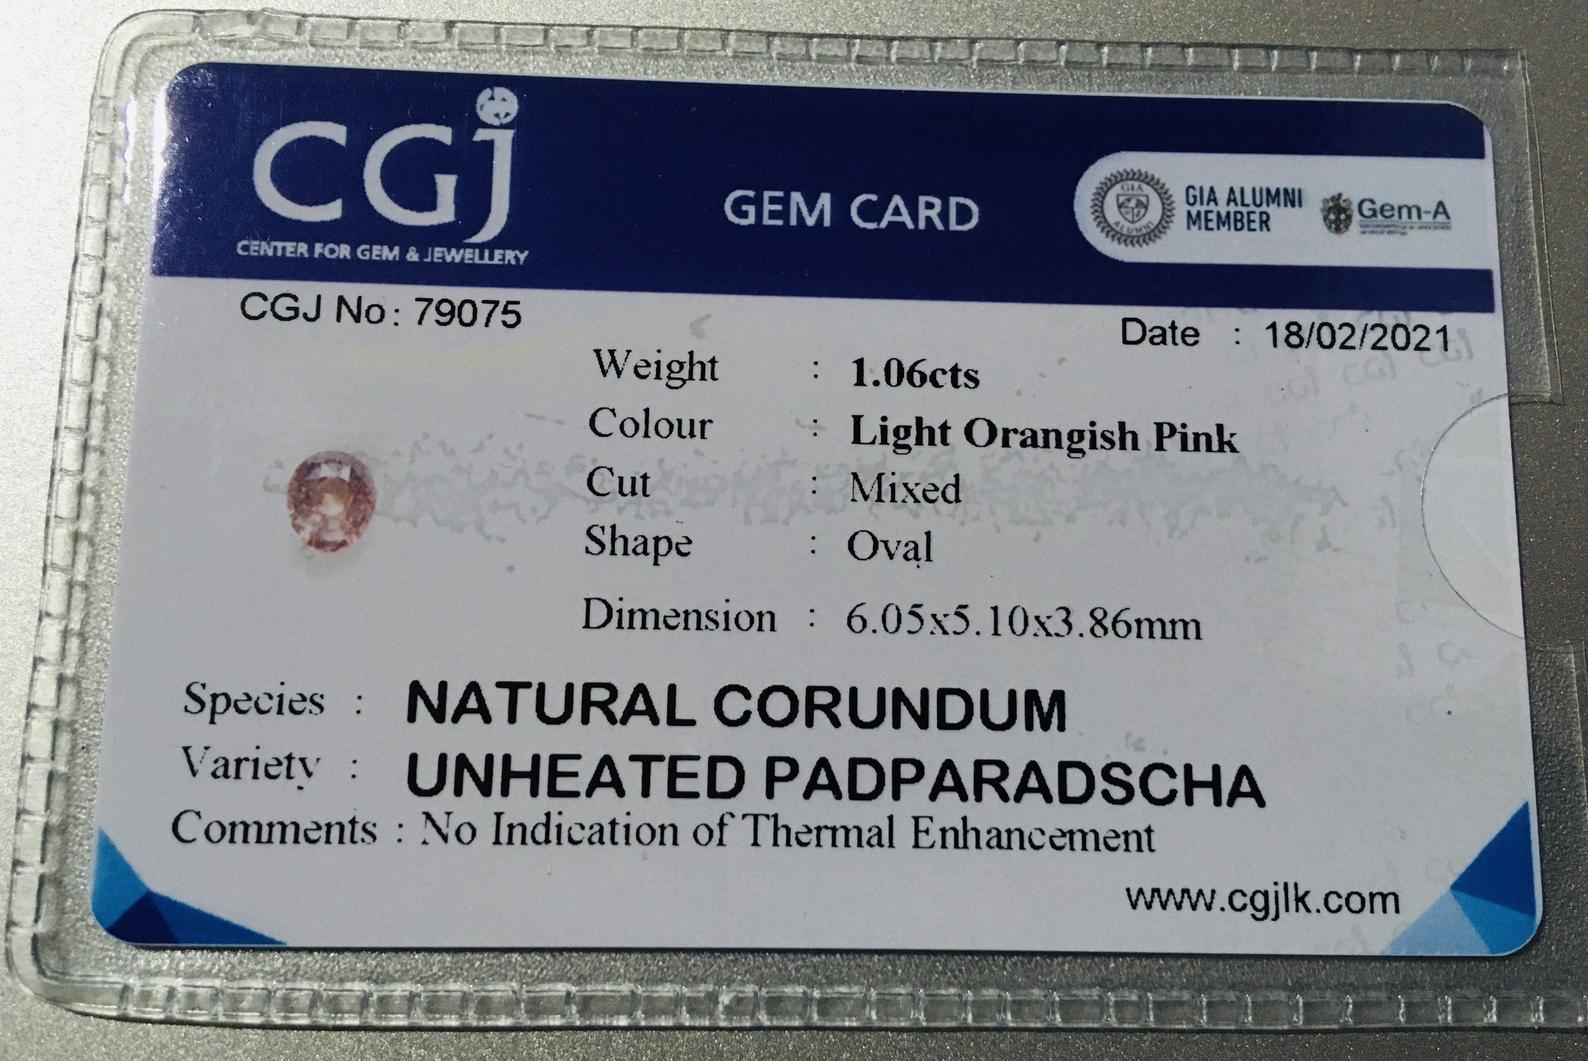 CGJ
CENTER FOR GEM & JEWELLERY
GEM CARD
GIA ALUMNI
MEMBER
Gem-A
CGJ No: 79075
Date : 18/02/2021
Weight : 1.06cts
Colour : Light Orangish Pink
Cut : Mixed
Shape : Oval
Dimension : 6.05x5.10x3.86mm
Species : NATURAL CORUNDUM
Variety : UNHEATED PADPARADSCHA
Comments : No Indication of Thermal Enhancement
www.cgjlk.com